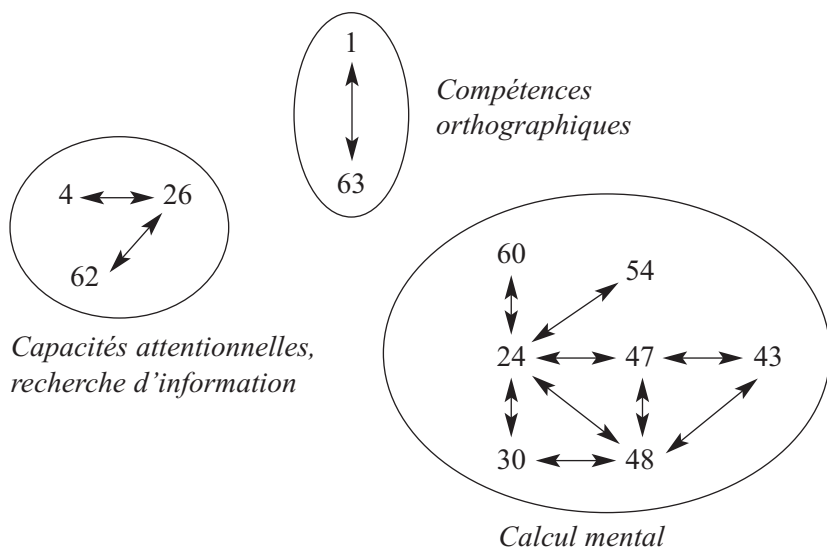 1
63
Compétences
orthographiques
4 26
62
Capacités attentionnelles,
recherche d’information
60
54
24 47 43
30 48
Calcul mental